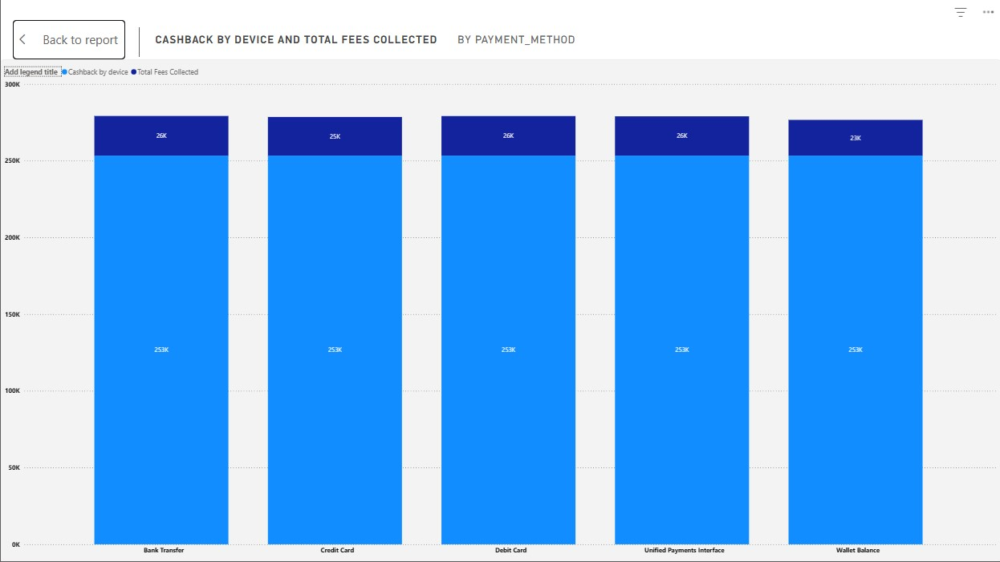 Back to report
CASHBACK BY DEVICE AND TOTAL FEES COLLECTED BY PAYMENT_METHOD
Add legend title Cashback by device Total Fees Collected
300K
26K 25K 26K 26K 23K
250K
200K
150K
253K 253K 253K 253K 253K
100K
50K
0K
Bank Transfer Credit Card Debit Card Unified Payments Interface Wallet Balance